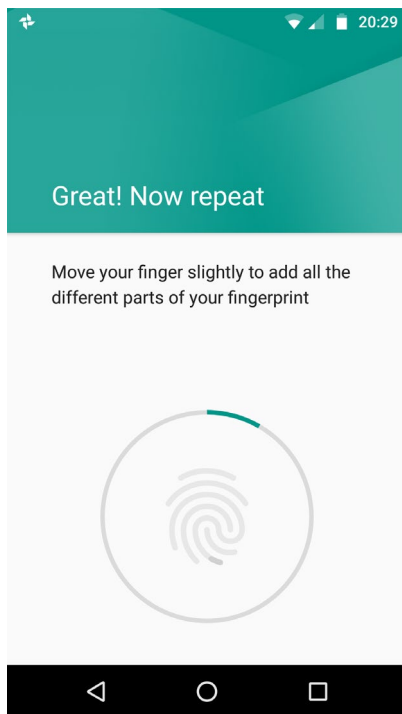 20:29
Great! Now repeat
Move your finger slightly to add all the
different parts of your fingerprint